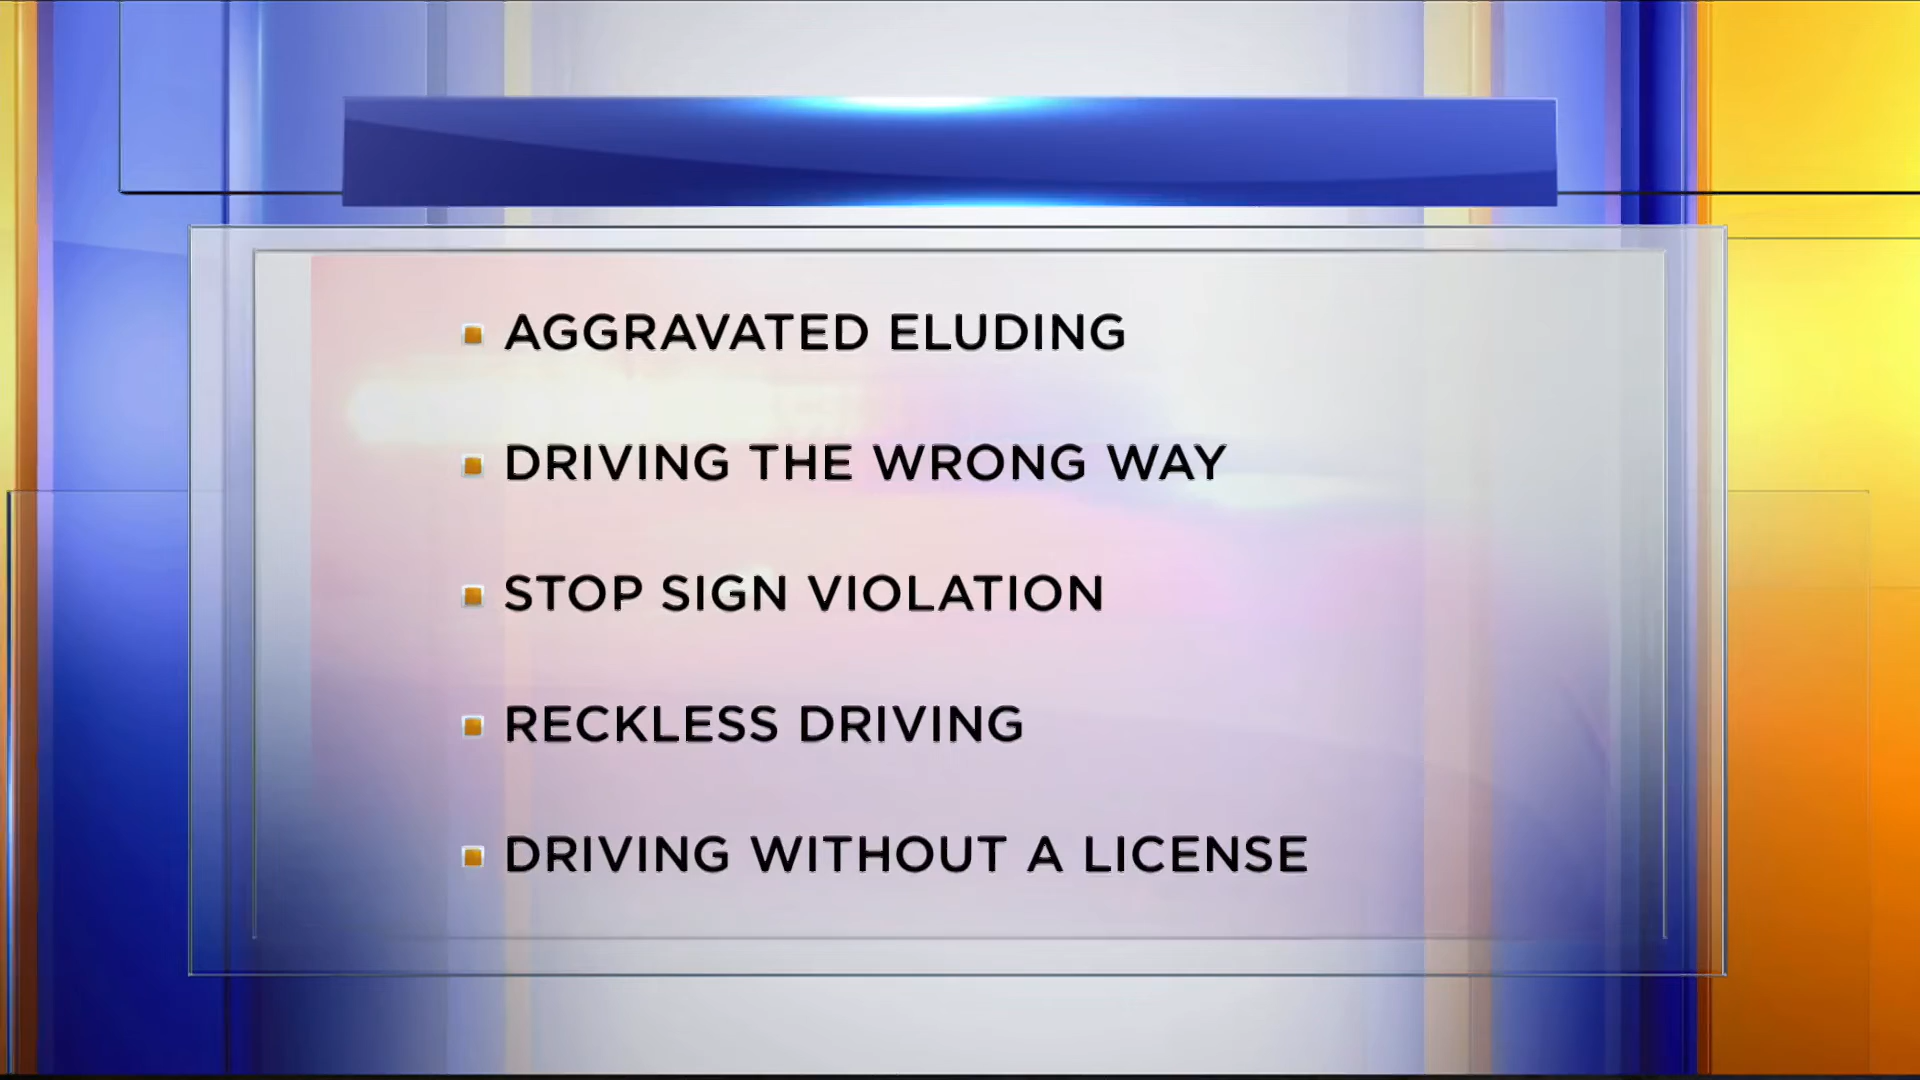 AGGRAVATED ELUDING
DRIVING THE WRONG WAY
STOP SIGN VIOLATION
RECKLESS DRIVING
DRIVING WITHOUT A LICENSE